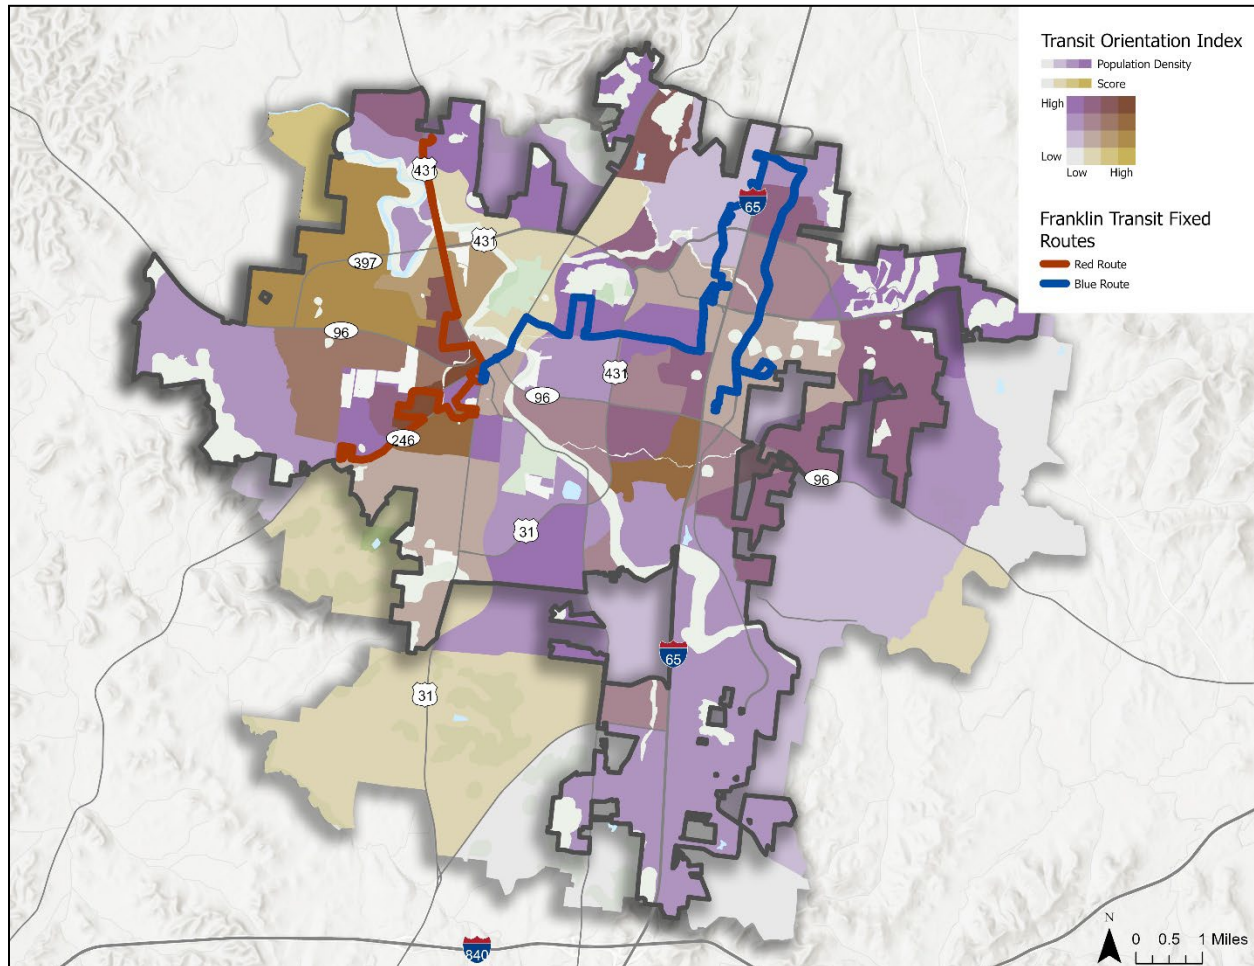 Transit Orientation Index
Population Density
Score
High
Low
Low High
Franklin Transit Fixed
Routes
Red Route
Blue Route
431
65
431
397
96
431
96
246
96
31
65
31
840
N
0 0.5 1 Miles